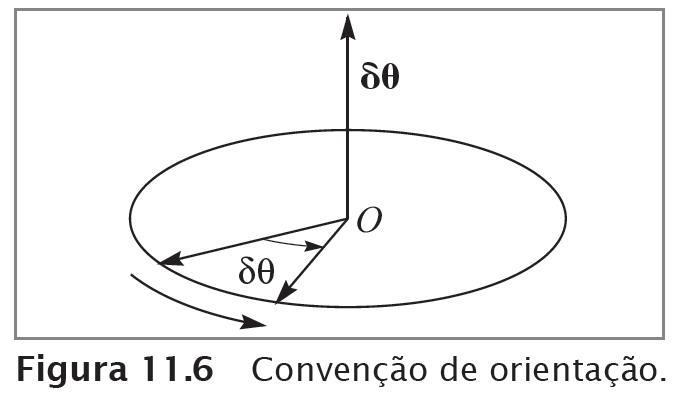 δθ
O
δθ
Figura 11.6 Convenção de orientação.